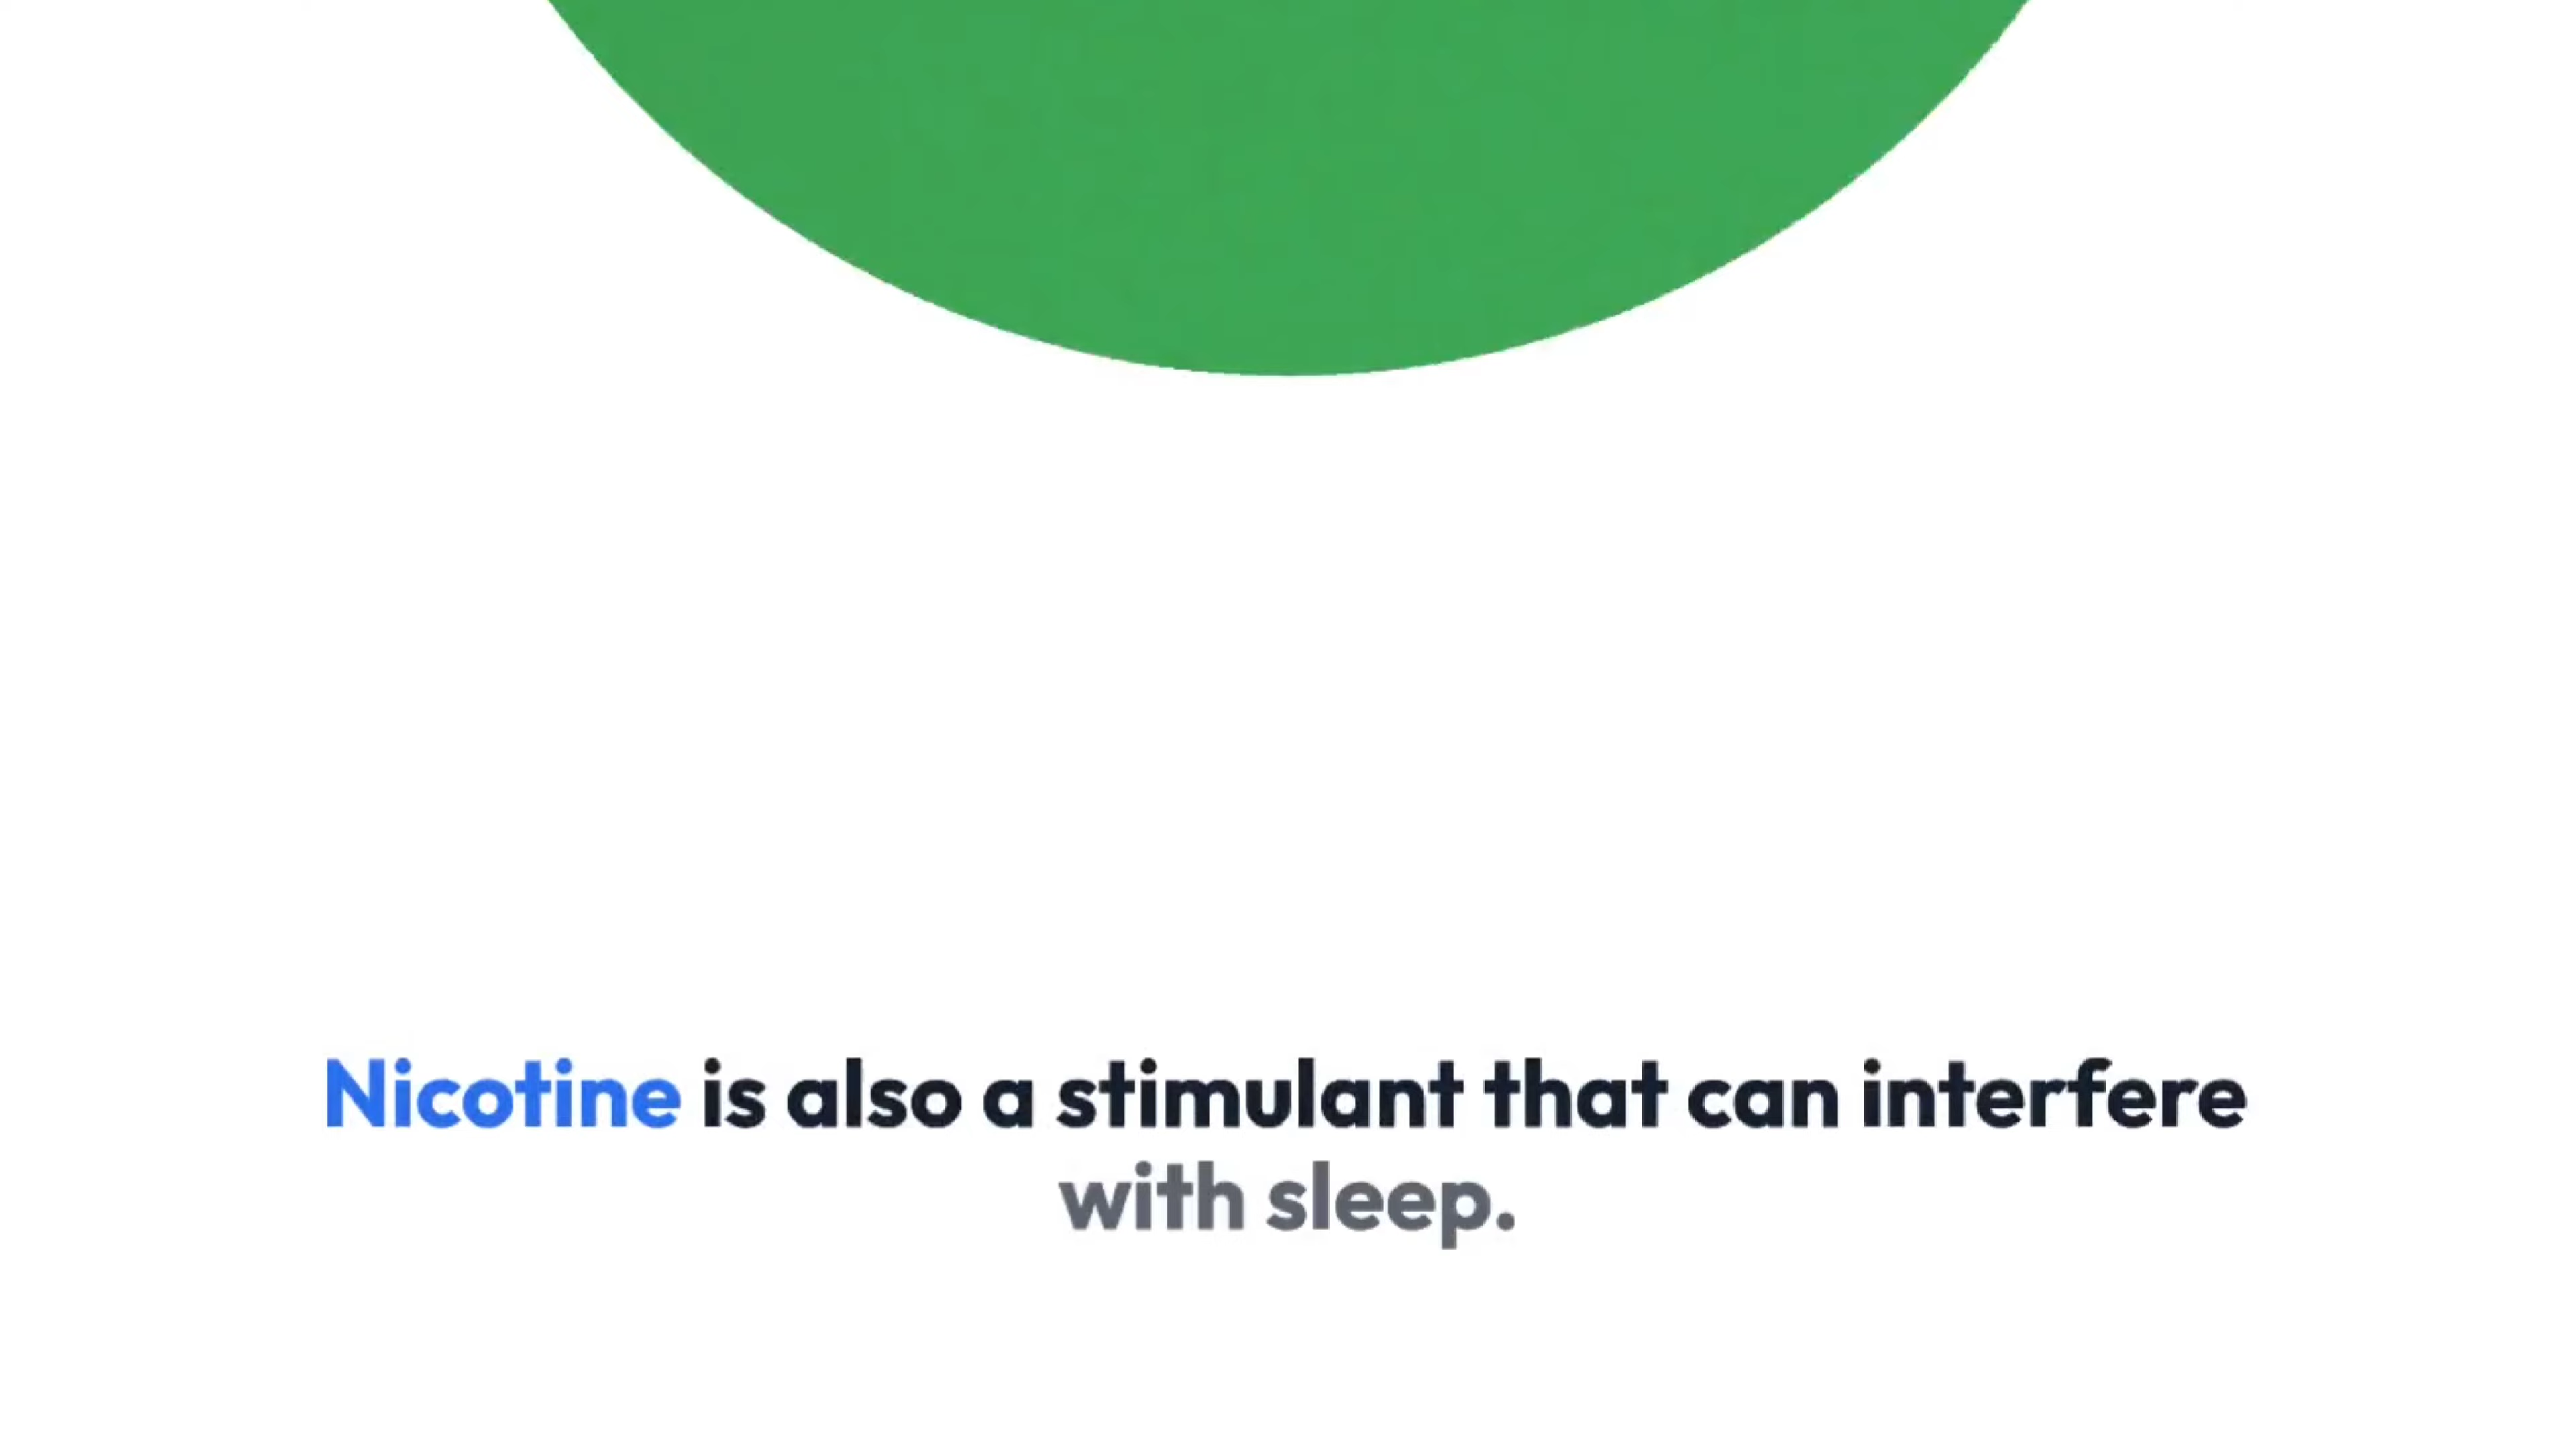 Nicotine is also a stimulant that can interfere
with sleep.